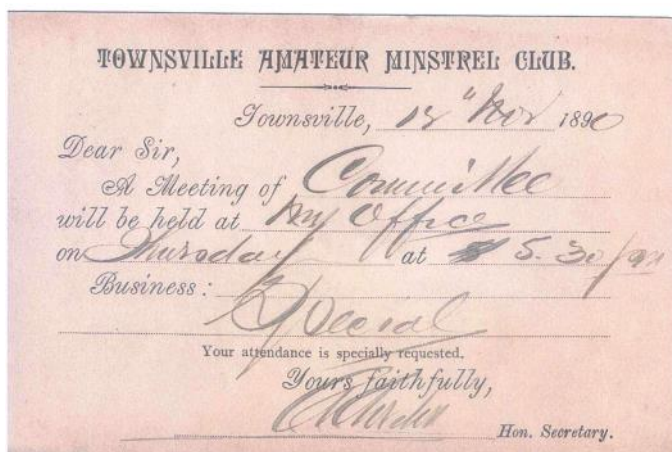 TOWNSVILLE AMATEUR MINSTREL CLUB.
Townsville, Nov 1890
Dear Sir,
A Meeting of Committee
will be held at my Office
on Thursday at 5.30 pm
Business:
Special
Your attendance is specially requested.
Yours faithfully,
Hon. Secretary.